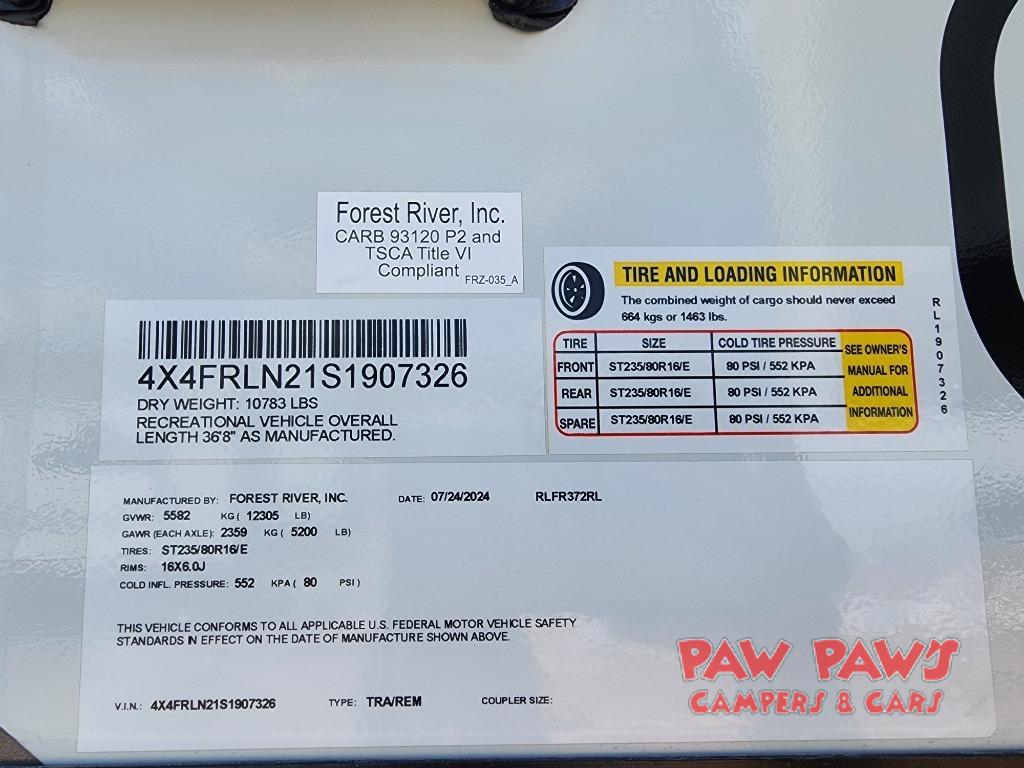 Forest River, Inc.
CARB 93120 P2 and
TSCA Title VI
Compliant
FRZ-035_A
4X4FRLN21S1907326
DRY WEIGHT: 10783 LBS
RECREATIONAL VEHICLE OVERALL
LENGTH 36'8" AS MANUFACTURED.
TIRE AND LOADING INFORMATION
The combined weight of cargo should never exceed
664 kgs or 1463 lbs.
TIRE SIZE COLD TIRE PRESSURE
FRONT ST235/80R16/E 80 PSI / 552 KPA
REAR ST235/80R16/E 80 PSI / 552 KPA
SPARE ST235/80R16/E 80 PSI / 552 KPA
SEE OWNER'S
MANUAL FOR
ADDITIONAL
INFORMATION
RL1907326
MANUFACTURED BY: FOREST RIVER, INC. DATE: 07/24/2024 RLFR372RL
GVWR: 5582 KG ( 12305 LB)
GAWR (EACH AXLE): 2359 KG ( 5200 LB)
TIRES: ST235/80R16/E
RIMS: 16X6.0J
COLD INFL. PRESSURE: 552 KPA ( 80 PSI)
THIS VEHICLE CONFORMS TO ALL APPLICABLE U.S. FEDERAL MOTOR VEHICLE SAFETY
STANDARDS IN EFFECT ON THE DATE OF MANUFACTURE SHOWN ABOVE.
V.I.N.: 4X4FRLN21S1907326 TYPE: TRA/REM COUPLER SIZE:
PAW PAW'S
CAMPERS & CARS